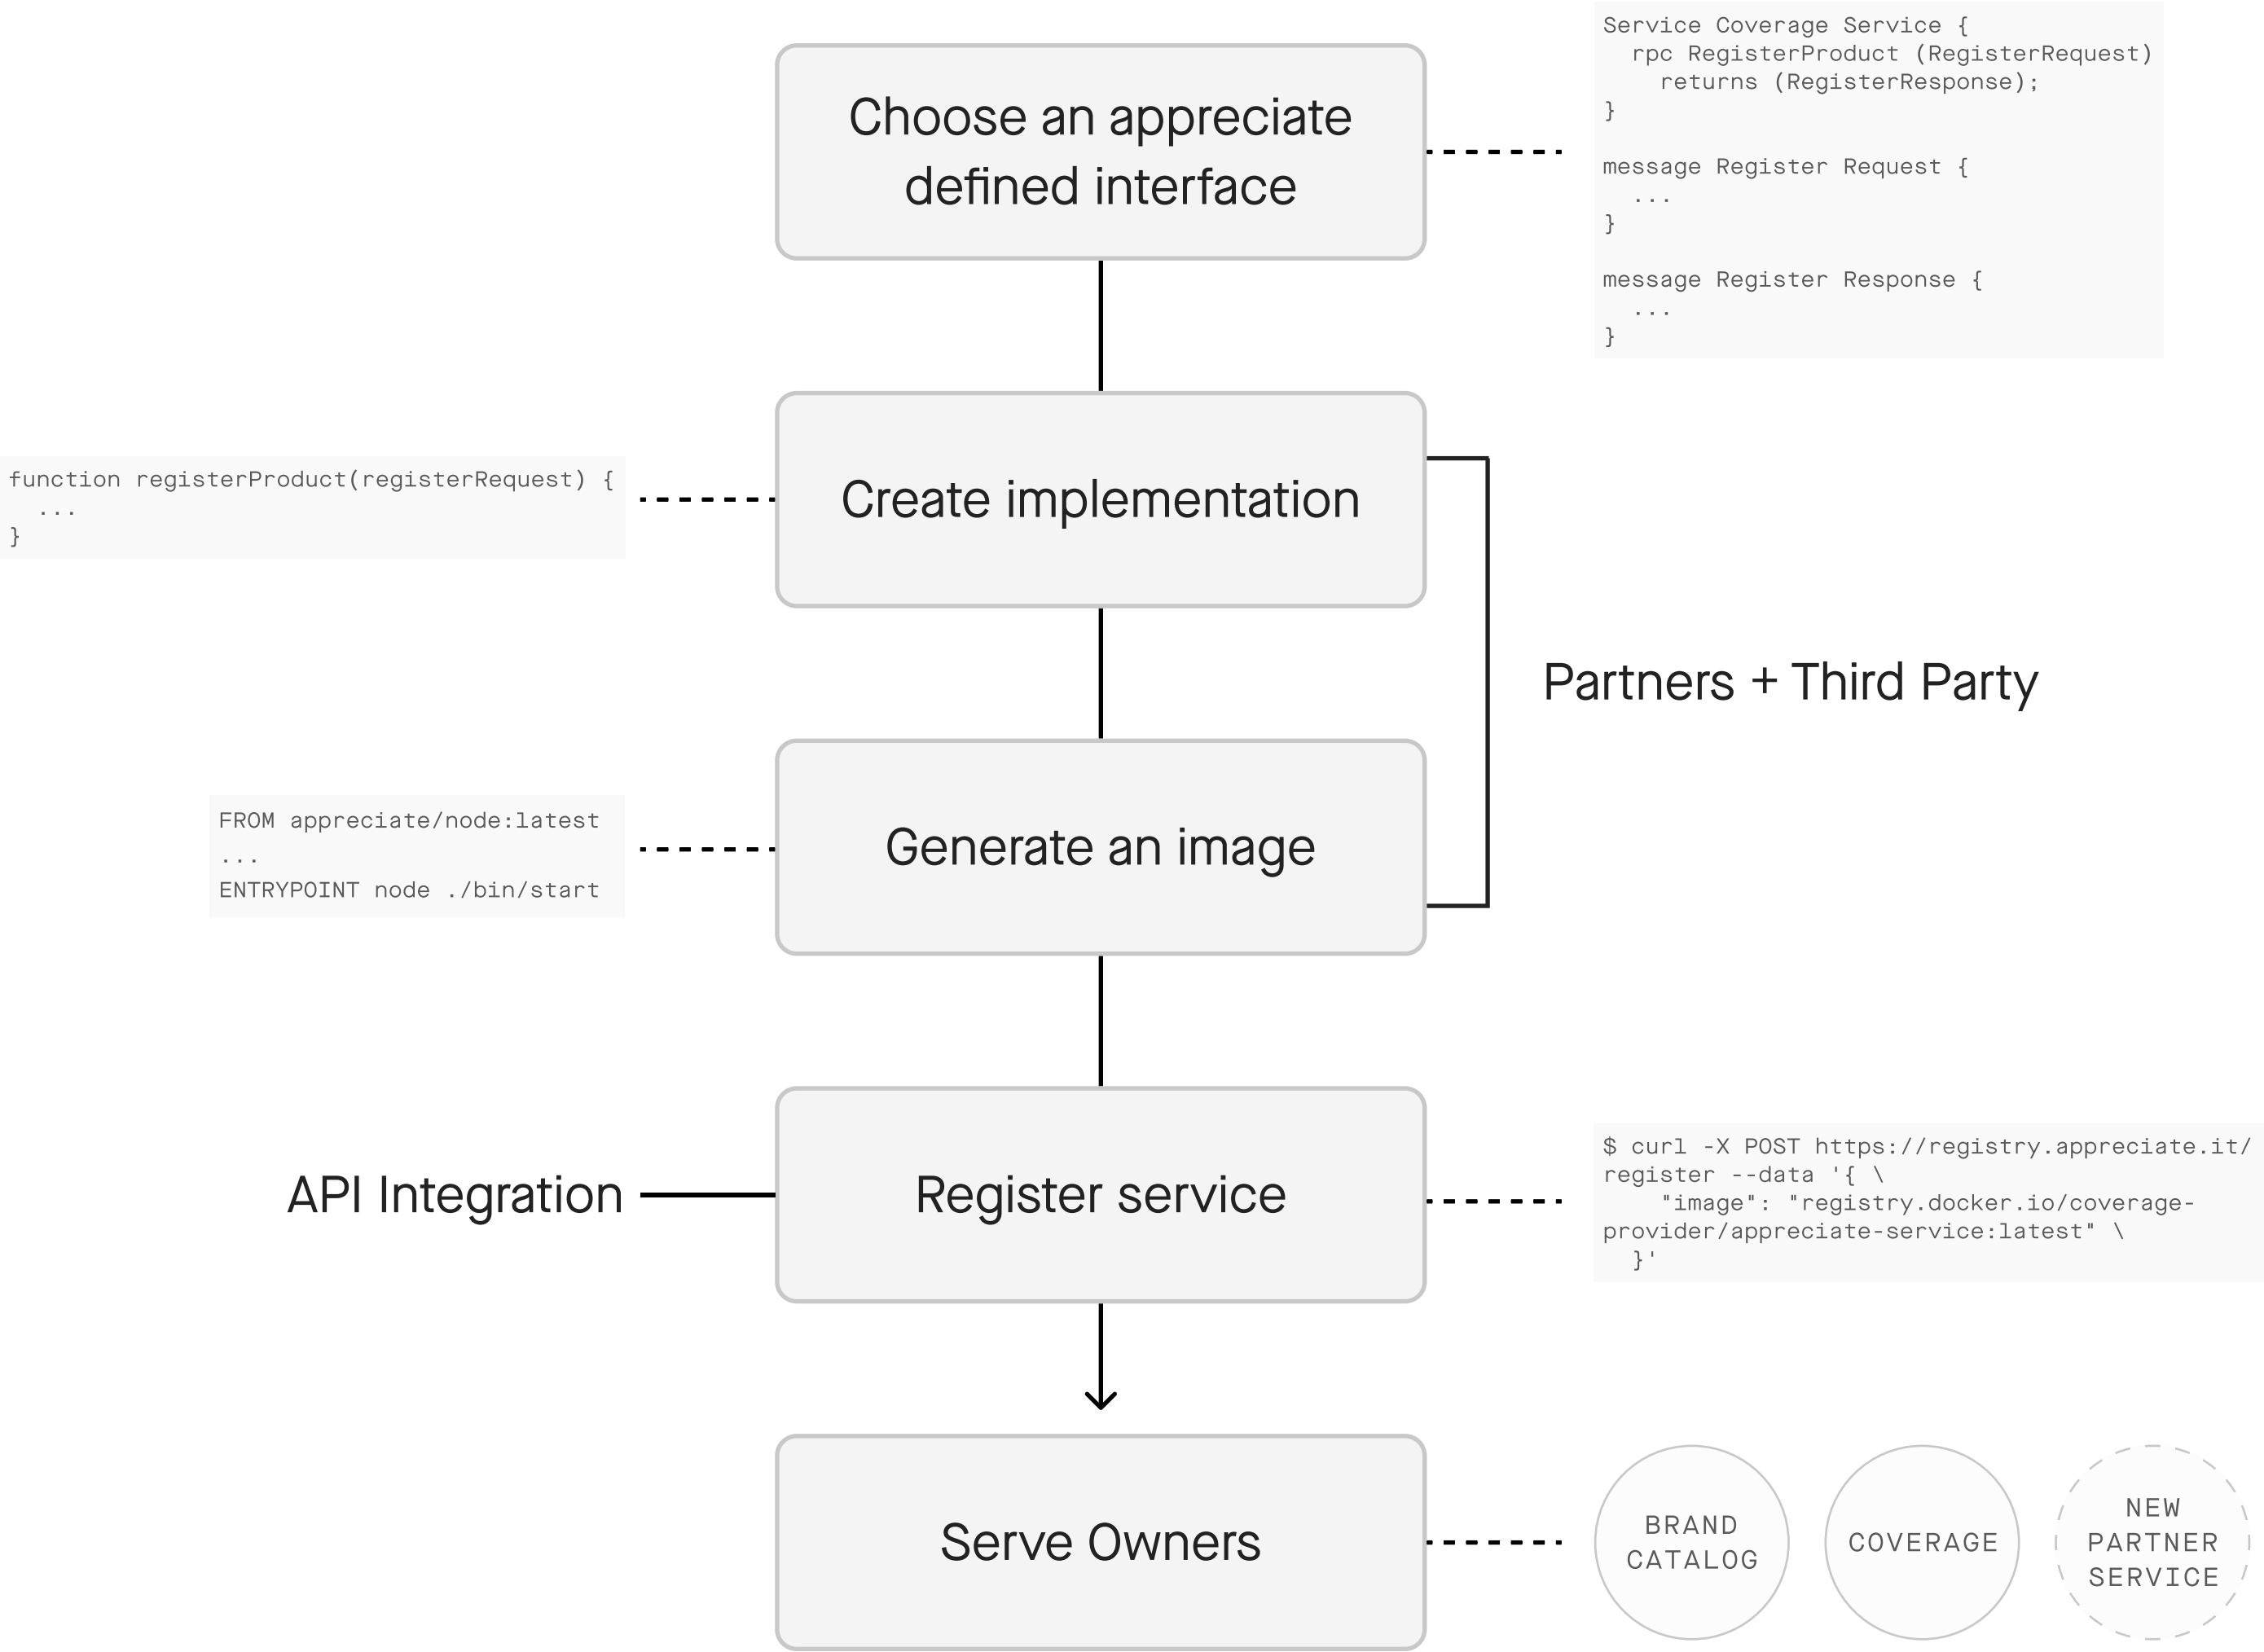 Choose an appreciate
defined interface
Service Coverage Service {
  rpc RegisterProduct (RegisterRequest)
    returns (RegisterResponse);
}
message Register Request {
  ...
}
message Register Response {
  ...
}
function registerProduct(registerRequest) {
  ...
}
Create implementation
Partners + Third Party
FROM appreciate/node:latest
...
ENTRYPOINT node ./bin/start
Generate an image
API Integration
Register service
$ curl -X POST https://registry.appreciate.it/
register --data '{ \
    "image": "registry.docker.io/coverage-
provider/appreciate-service:latest" \
  }'
Serve Owners
BRAND
CATALOG
COVERAGE
NEW
PARTNER
SERVICE